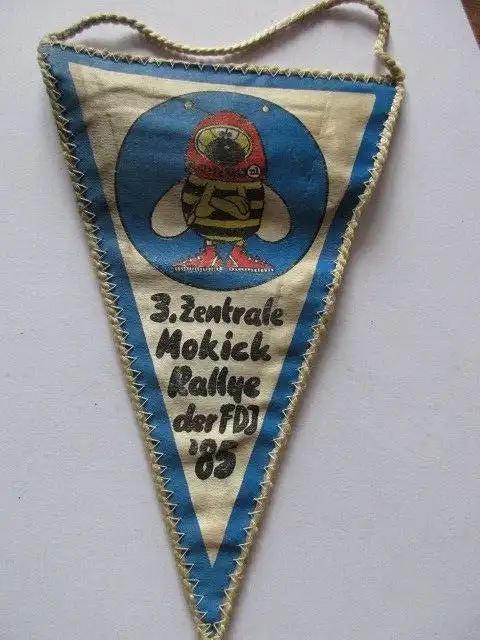 3. Zentrale
Mokick
Rallye
der FDJ
'85